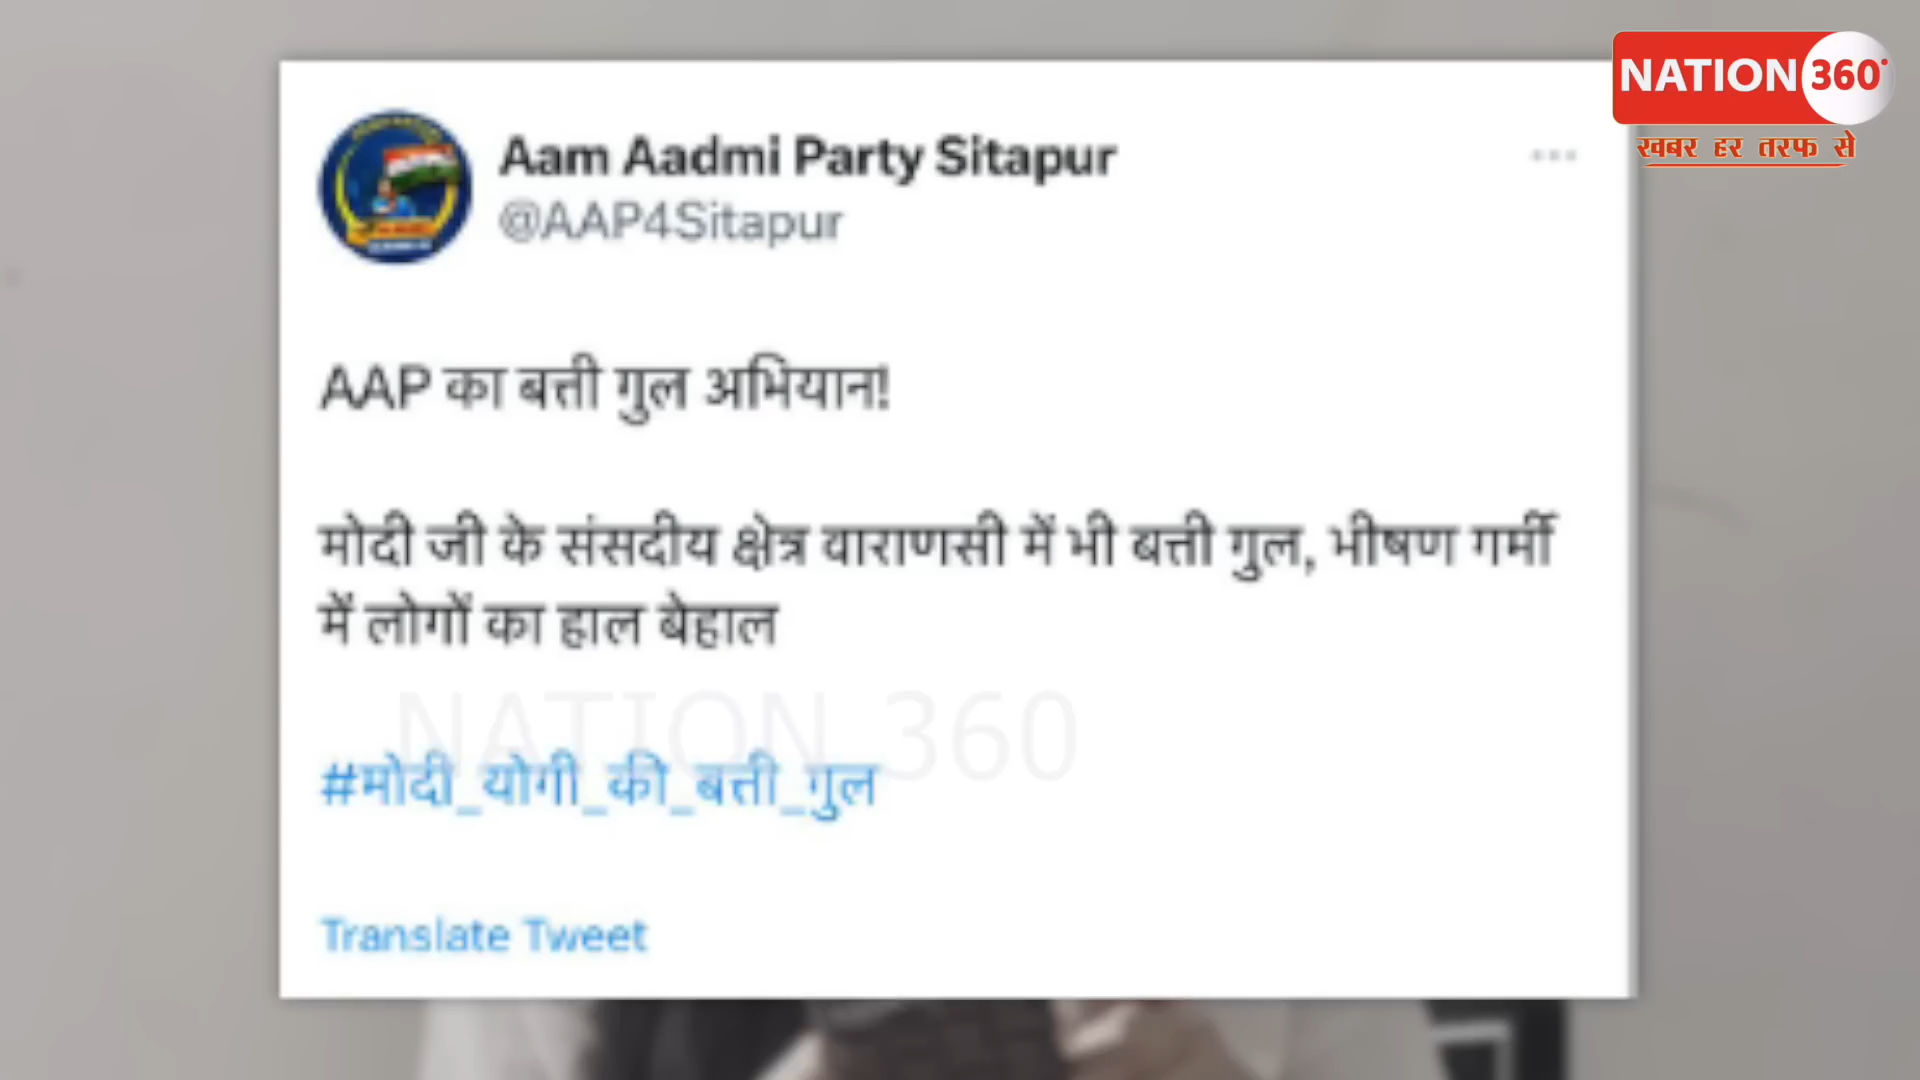 NATION 360°
खबर हर तरफ से
Aam Aadmi Party Sitapur
@AAP4Sitapur
AAP का बत्ती गुल अभियान!
मोदी जी के संसदीय क्षेत्र वाराणसी में भी बत्ती गुल, भीषण गर्मी
में लोगों का हाल बेहाल
NATION 360
#मोदी_योगी_की_बत्ती_गुल
Translate Tweet